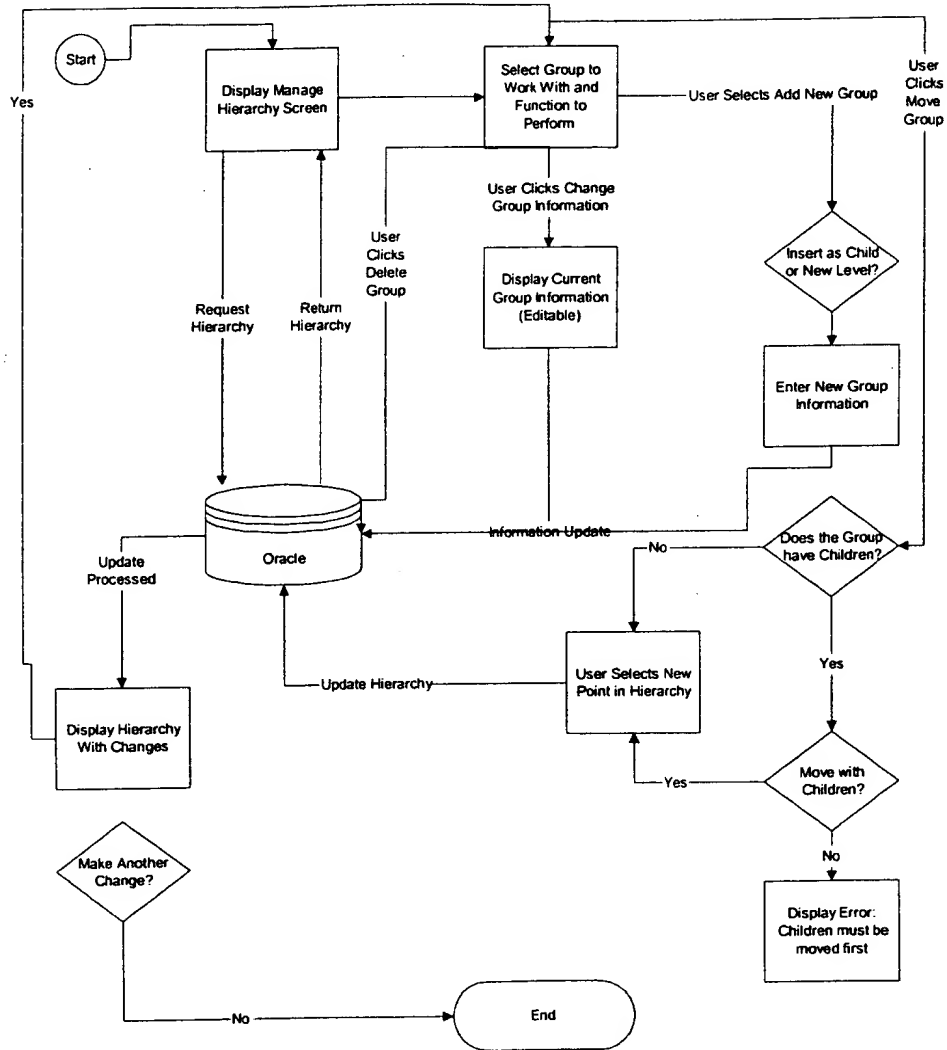 Start
Yes
Display Manage
Hierarchy Screen
Select Group to
Work With and
Function to
Perform
User Selects Add New Group
User
Clicks
Move
Group
User Clicks Change
Group Information
User
Clicks
Delete
Group
Insert as Child
or New Level?
Display Current
Group Information
(Editable)
Request
Hierarchy
Return
Hierarchy
Enter New Group
Information
Information Update
Oracle
Update
Processed
No
Does the Group
have Children?
Yes
Update Hierarchy
User Selects New
Point in Hierarchy
Display Hierarchy
With Changes
Yes
Move with
Children?
Make Another
Change?
No
Display Error:
Children must be
moved first
No
End